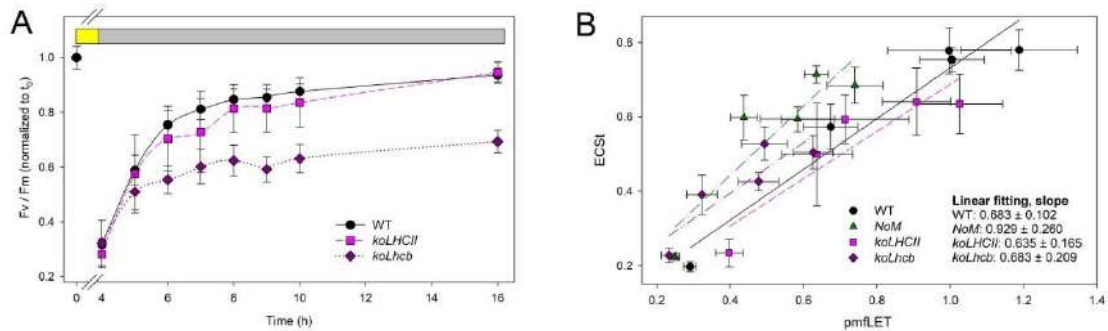 A
Fv / Fm (normalized to t0)
1.0
0.8
0.6
0.4
0.2
WT
koLHCII
koLhcb
0 4 6 8 10 16
Time (h)
B
ECSt
0.8
0.6
0.4
0.2
WT
NoM
koLHCII
koLhcb
Linear fitting, slope
WT: 0.683 ± 0.102
NoM: 0.929 ± 0.260
koLHCII: 0.635 ± 0.165
koLhcb: 0.683 ± 0.209
0.2 0.4 0.6 0.8 1.0 1.2 1.4
pmfLET